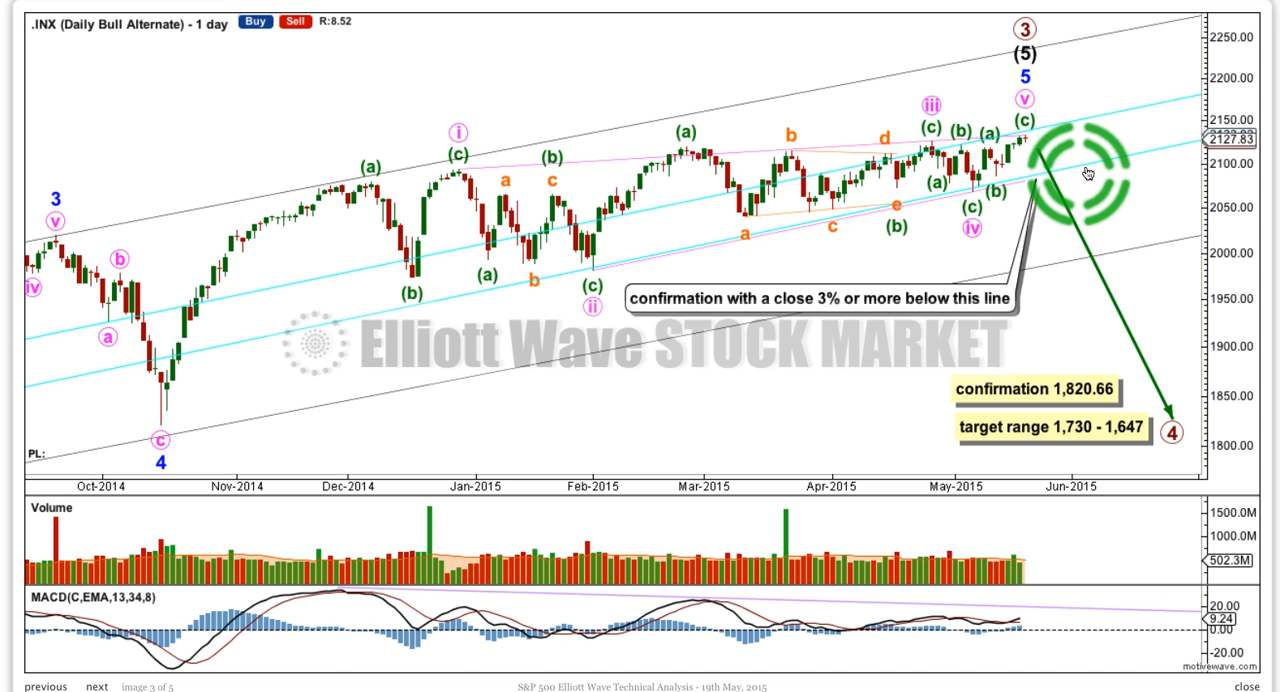 .INX (Daily Bull Alternate) - 1 day Buy Sell R:8.52
3
(5)
5
v
(c)
iii
(c) (b) (a)
(a)
(b)
(c)
iv
b d
a c e
(b)
(a)
i
(c)
(b)
a c
(a)
b
(c)
ii
(a)
(b)
3
v
iv
b
a
c
4
confirmation with a close 3% or more below this line
Elliott Wave STOCK MARKET
confirmation 1,820.66
target range 1,730 - 1,647
4
2250.00
2200.00
2150.00
2127.83
2100.00
2050.00
2000.00
1950.00
1900.00
1850.00
1800.00
PL:
Oct-2014 Nov-2014 Dec-2014 Jan-2015 Feb-2015 Mar-2015 Apr-2015 May-2015 Jun-2015
Volume
1500.0M
1000.0M
502.3M
MACD(C,EMA,13,34,8)
20.00
9.24
0.00
-20.00
motivewave.com
previous next image 3 of 5 S&P 500 Elliott Wave Technical Analysis - 19th May, 2015 close